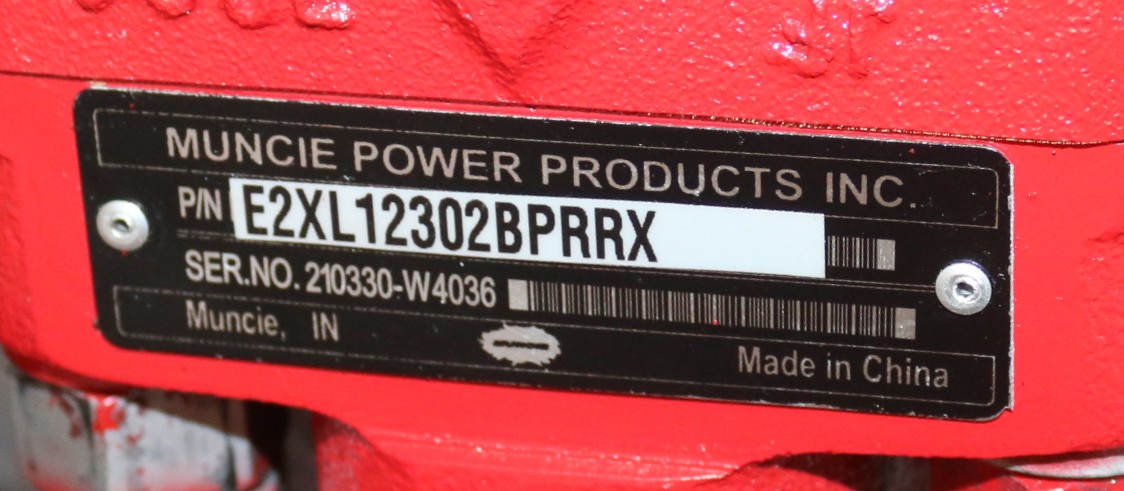 MUNCIE POWER PRODUCTS INC.
P/N E2XL12302BPRRX
SER.NO. 210330-W4036
Muncie, IN
Made in China